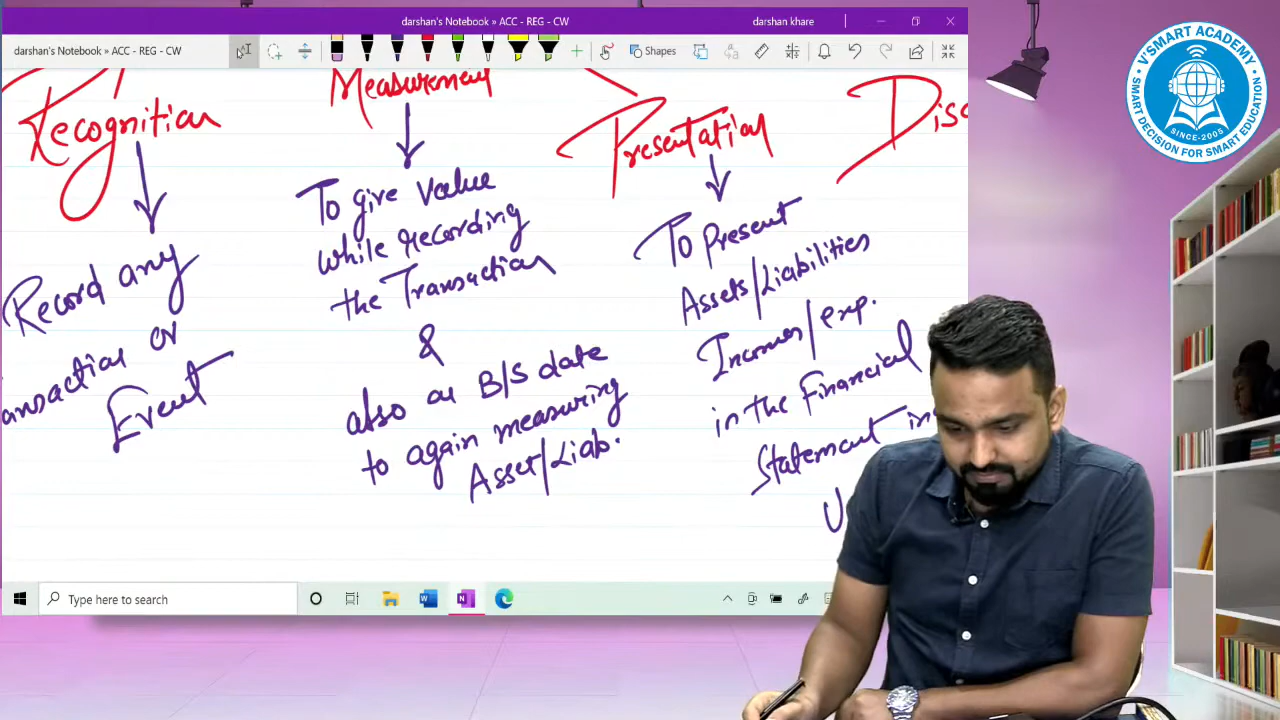 darshan's Notebook » ACC - REG - CW
darshan khare
darshan's Notebook » ACC - REG - CW
Shapes
V'SMART ACADEMY
SINCE-2005
SMART DECISION FOR SMART EDUCATION
Recognition
Record any
ansaction or
Event
Measurement
To give value
while recording
the Transaction
&
also on B/S date
to again measuring
Asset/Liab.
Presentation
To Present
Assets/Liabilities
Incomes/exp.
in the Financial
Statement in
Disc
Type here to search